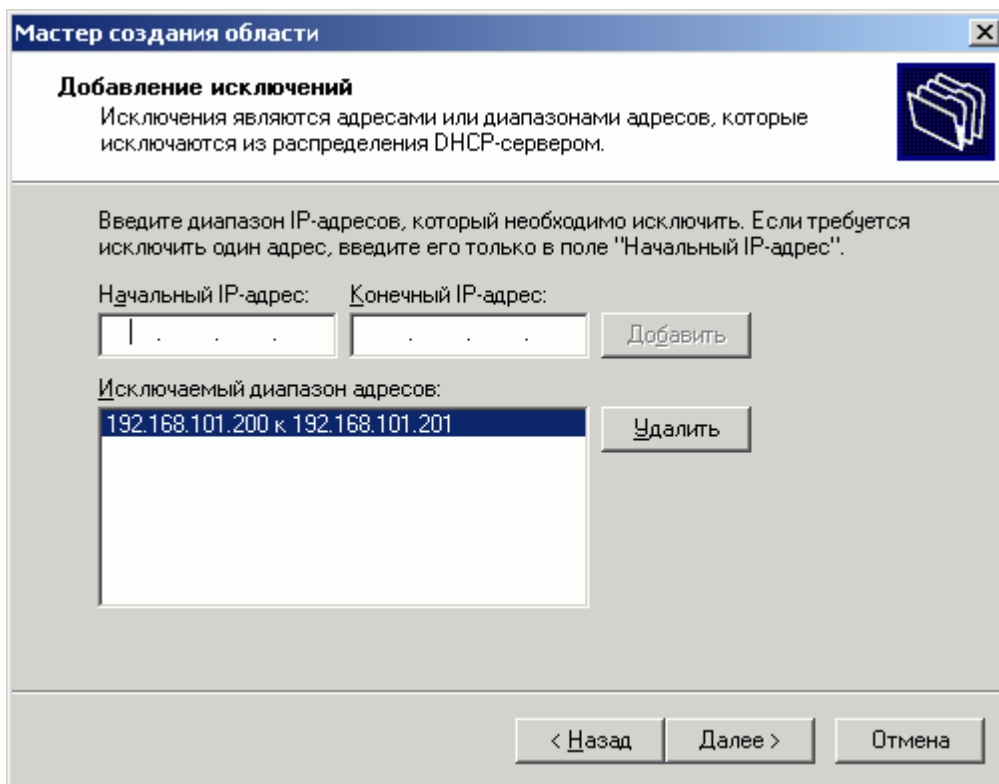 Мастер создания области
Добавление исключений
Исключения являются адресами или диапазонами адресов, которые
исключаются из распределения DHCP-сервером.
Введите диапазон IP-адресов, который необходимо исключить. Если требуется
исключить один адрес, введите его только в поле "Начальный IP-адрес".
Начальный IP-адрес: Конечный IP-адрес:
. . . . . . Добавить
Исключаемый диапазон адресов:
192.168.101.200 к 192.168.101.201
Удалить
< Назад Далее > Отмена